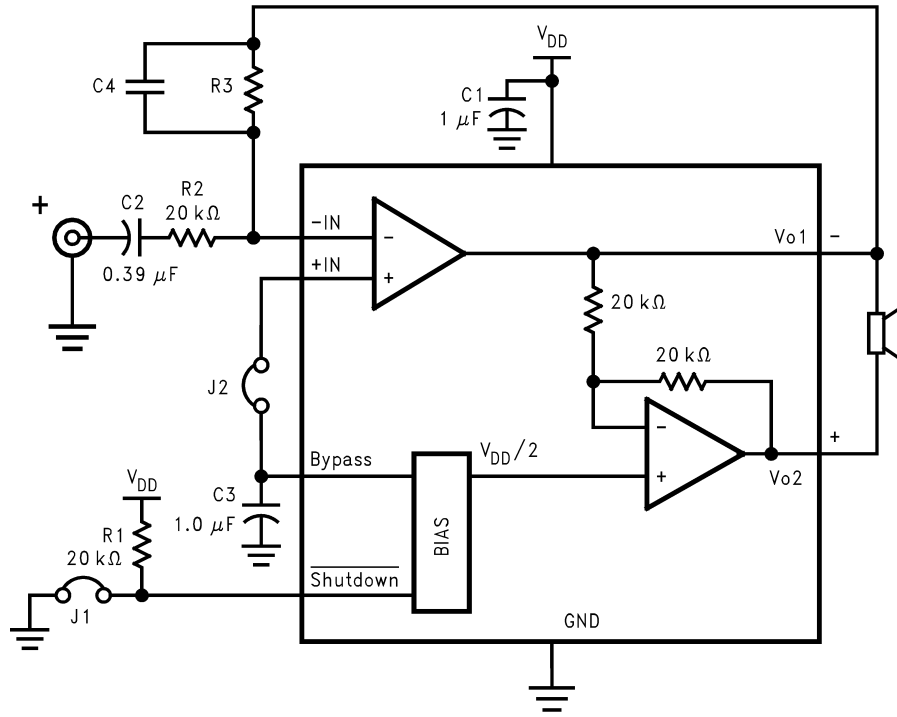 V_DD
C4
R3
C1
1 μF
+
C2
R2
20 kΩ
0.39 μF
-IN
+IN
-
+
Vo1
-
20 kΩ
20 kΩ
J2
-
+
+
Vo2
Bypass
V_DD/2
C3
1.0 μF
V_DD
R1
20 kΩ
BIAS
Shutdown
J1
GND